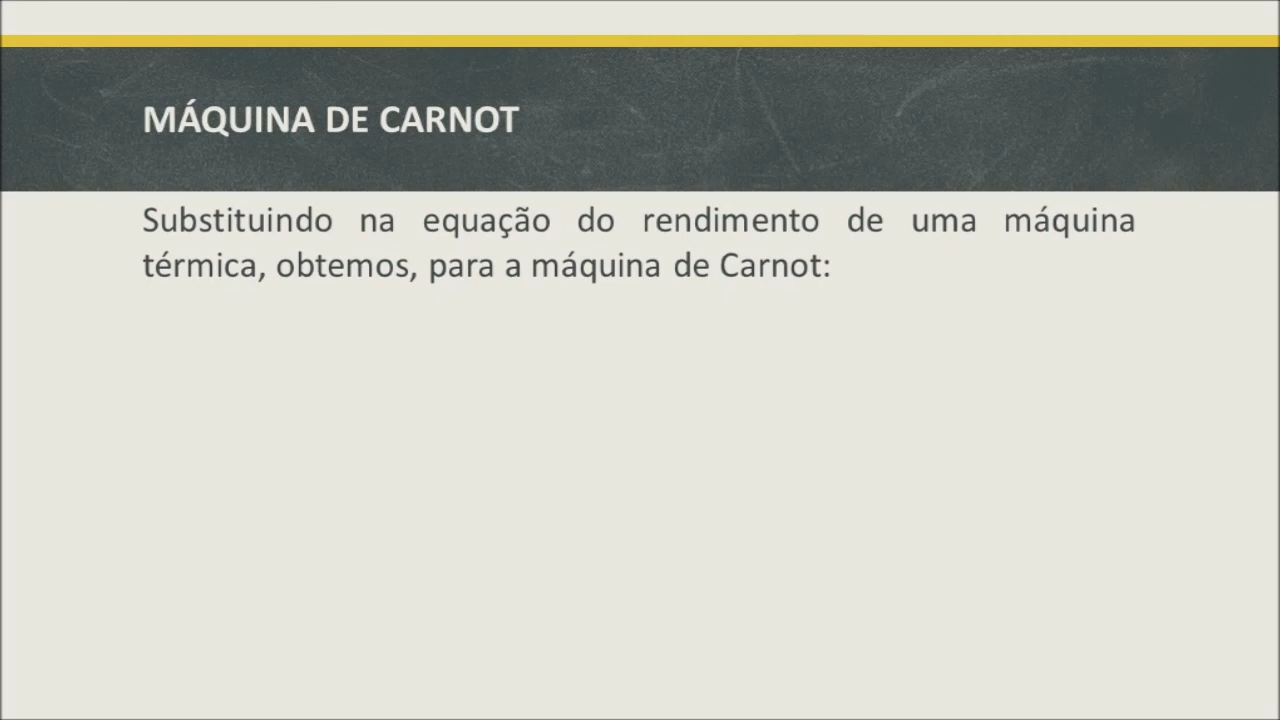 MÁQUINA DE CARNOT
Substituindo na equação do rendimento de uma máquina
térmica, obtemos, para a máquina de Carnot: